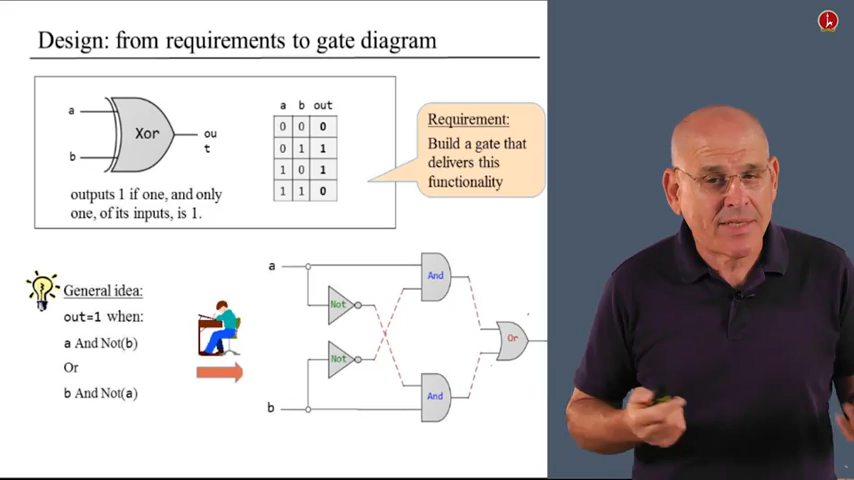 Design: from requirements to gate diagram
a
b
Xor
ou
t
outputs 1 if one, and only
one, of its inputs, is 1.
a b out
0 0 0
0 1 1
1 0 1
1 1 0
Requirement:
Build a gate that
delivers this
functionality
General idea:
out=1 when:
a And Not(b)
Or
b And Not(a)
a
And
Not
Or
Not
And
b